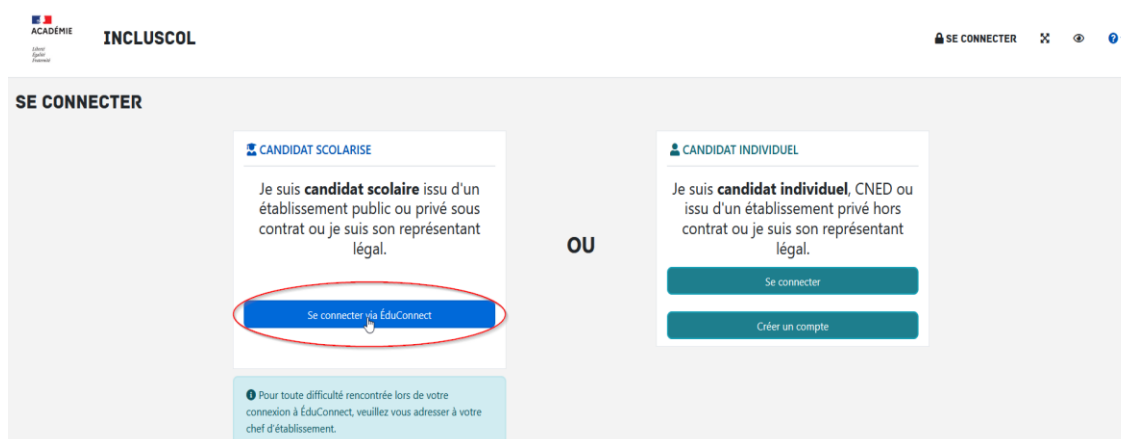 ACADÉMIE
Liberté
Égalité
Fraternité
INCLUSCOL
SE CONNECTER
SE CONNECTER
CANDIDAT SCOLARISE
Je suis candidat scolaire issu d'un
établissement public ou privé sous
contrat ou je suis son représentant
légal.
Se connecter via ÉduConnect
Pour toute difficulté rencontrée lors de votre
connexion à ÉduConnect, veuillez vous adresser à votre
chef d'établissement.
OU
CANDIDAT INDIVIDUEL
Je suis candidat individuel, CNED ou
issu d'un établissement privé hors
contrat ou je suis son représentant
légal.
Se connecter
Créer un compte